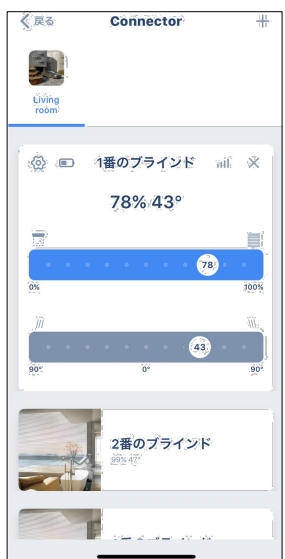 戻る Connector
Living
room
1番のブラインド
78% 43°
78
0% 100%
43
90° 0° 90°
2番のブラインド
99% 47°